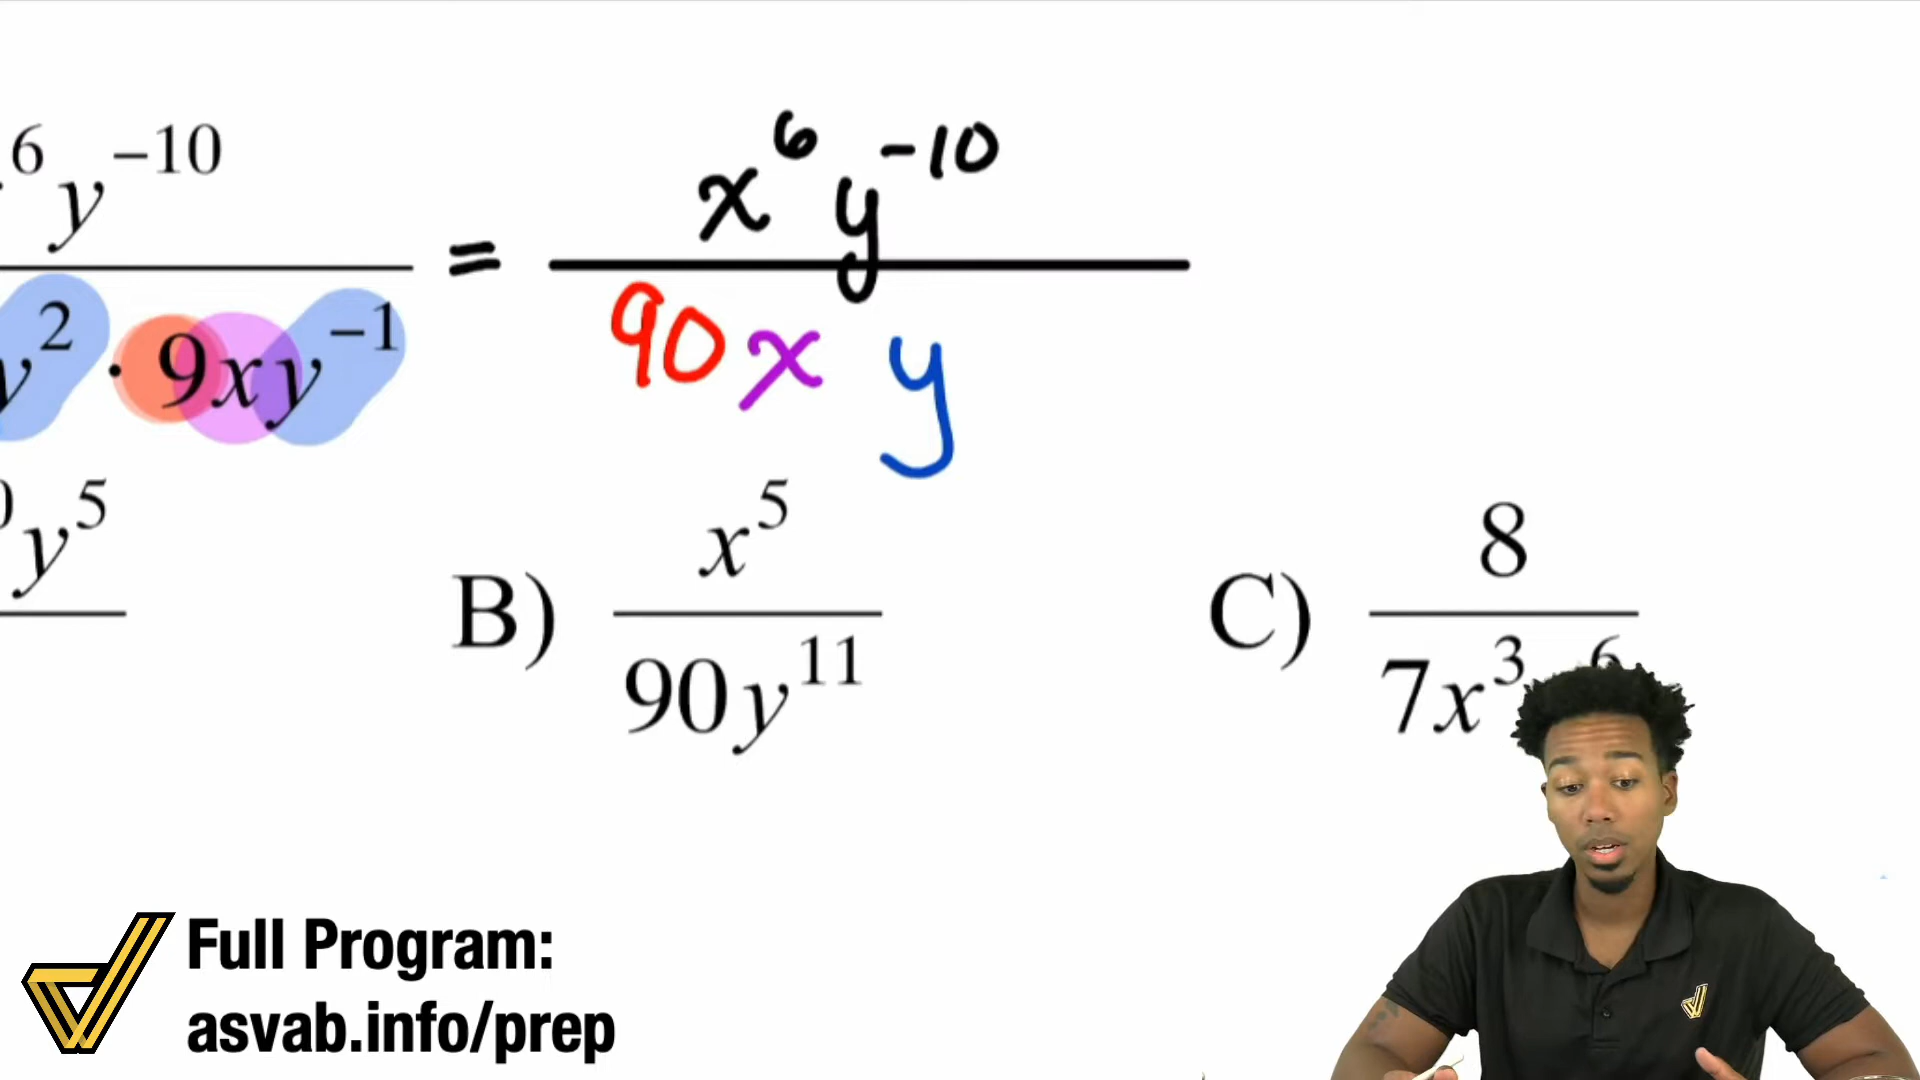 6 y^{-10} = x^6 y^{-10}
y^2 · 9xy^{-1} 90 x y
y^5 x^5 8
B) C)
90y^{11} 7x^3
Full Program:
asvab.info/prep